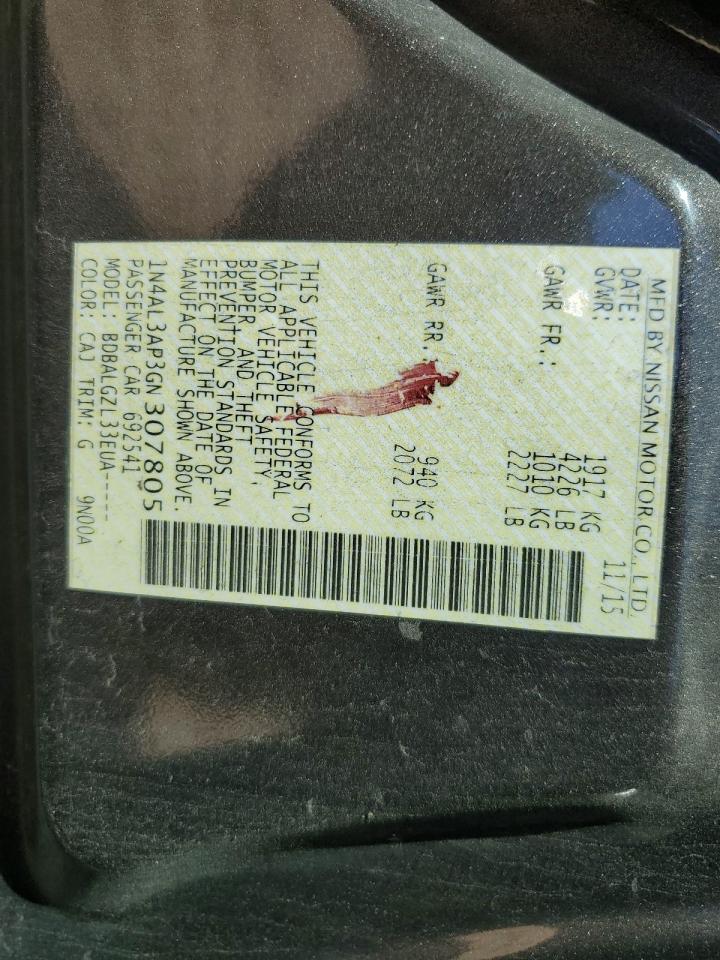 MFD BY NISSAN MOTOR CO., LTD.
DATE: 11/15
GVWR: 1917 KG
4226 LB
GAWR FR.: 1010 KG
2227 LB
GAWR RR. 940 KG
2072 LB
THIS VEHICLE CONFORMS TO
ALL APPLICABLE FEDERAL
MOTOR VEHICLE SAFETY,
BUMPER AND THEFT
PREVENTION STANDARDS IN
EFFECT ON THE DATE OF
MANUFACTURE SHOWN ABOVE.
1N4AL3AP3GN307805
PASSENGER CAR 692541
MODEL: BDBALGZL33EUA-----
COLOR: CAJ TRIM: G 9N00A